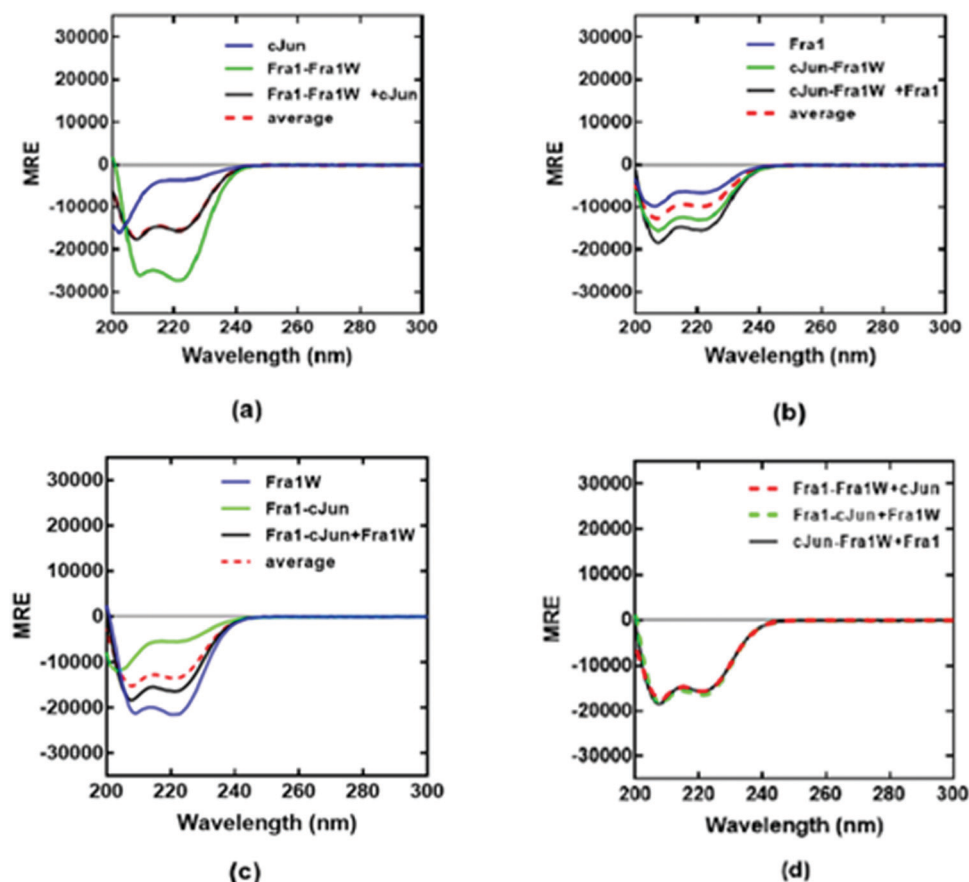 30000
20000
10000
0
-10000
-20000
-30000
MRE
cJun
Fra1-Fra1W
Fra1-Fra1W +cJun
average
200 220 240 260 280 300
Wavelength (nm)
(a)
30000
20000
10000
0
-10000
-20000
-30000
MRE
Fra1
cJun-Fra1W
cJun-Fra1W +Fra1
average
200 220 240 260 280 300
Wavelength (nm)
(b)
30000
20000
10000
0
-10000
-20000
-30000
MRE
Fra1W
Fra1-cJun
Fra1-cJun+Fra1W
average
200 220 240 260 280 300
Wavelength (nm)
(c)
30000
20000
10000
0
-10000
-20000
-30000
MRE
Fra1-Fra1W+cJun
Fra1-cJun+Fra1W
cJun-Fra1W+Fra1
200 220 240 260 280 300
Wavelength (nm)
(d)